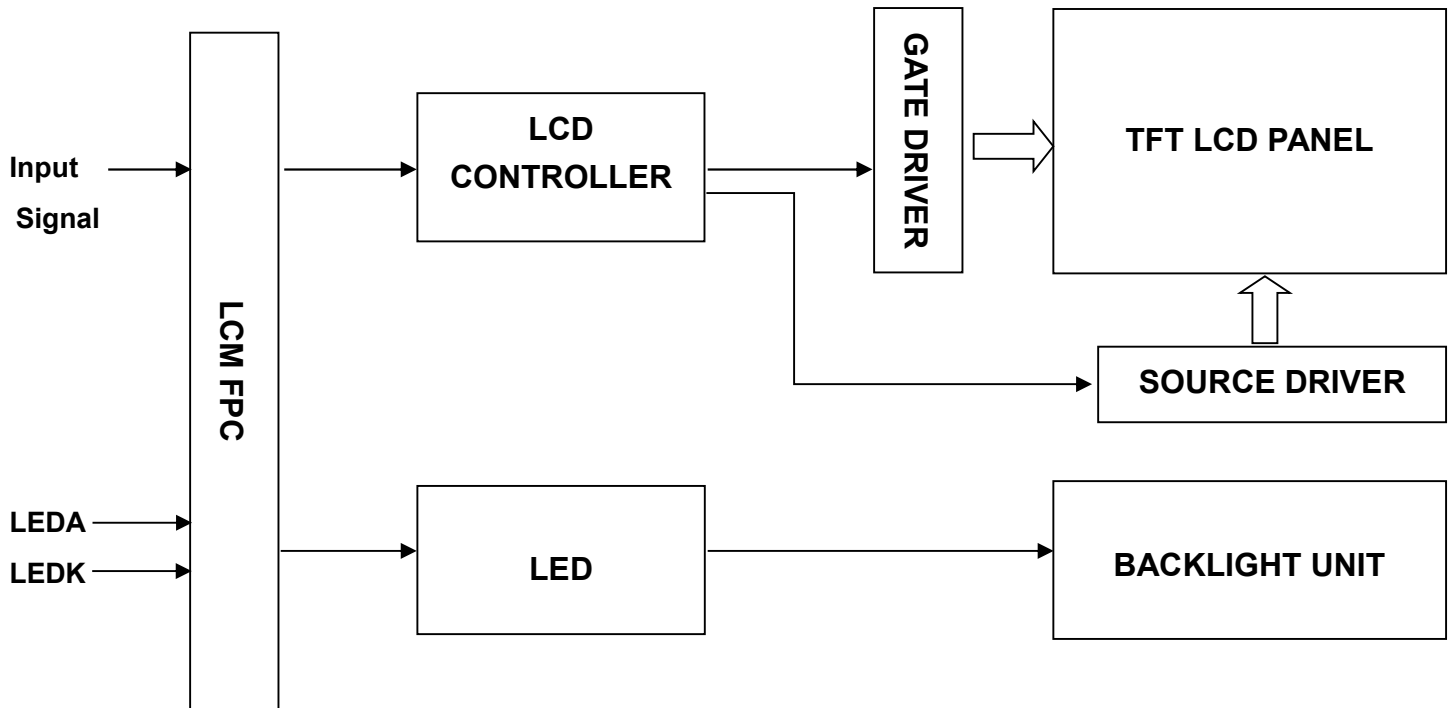 Input
Signal
LEDA
LEDK
LCM FPC
LCD
CONTROLLER
GATE DRIVER
TFT LCD PANEL
SOURCE DRIVER
LED
BACKLIGHT UNIT